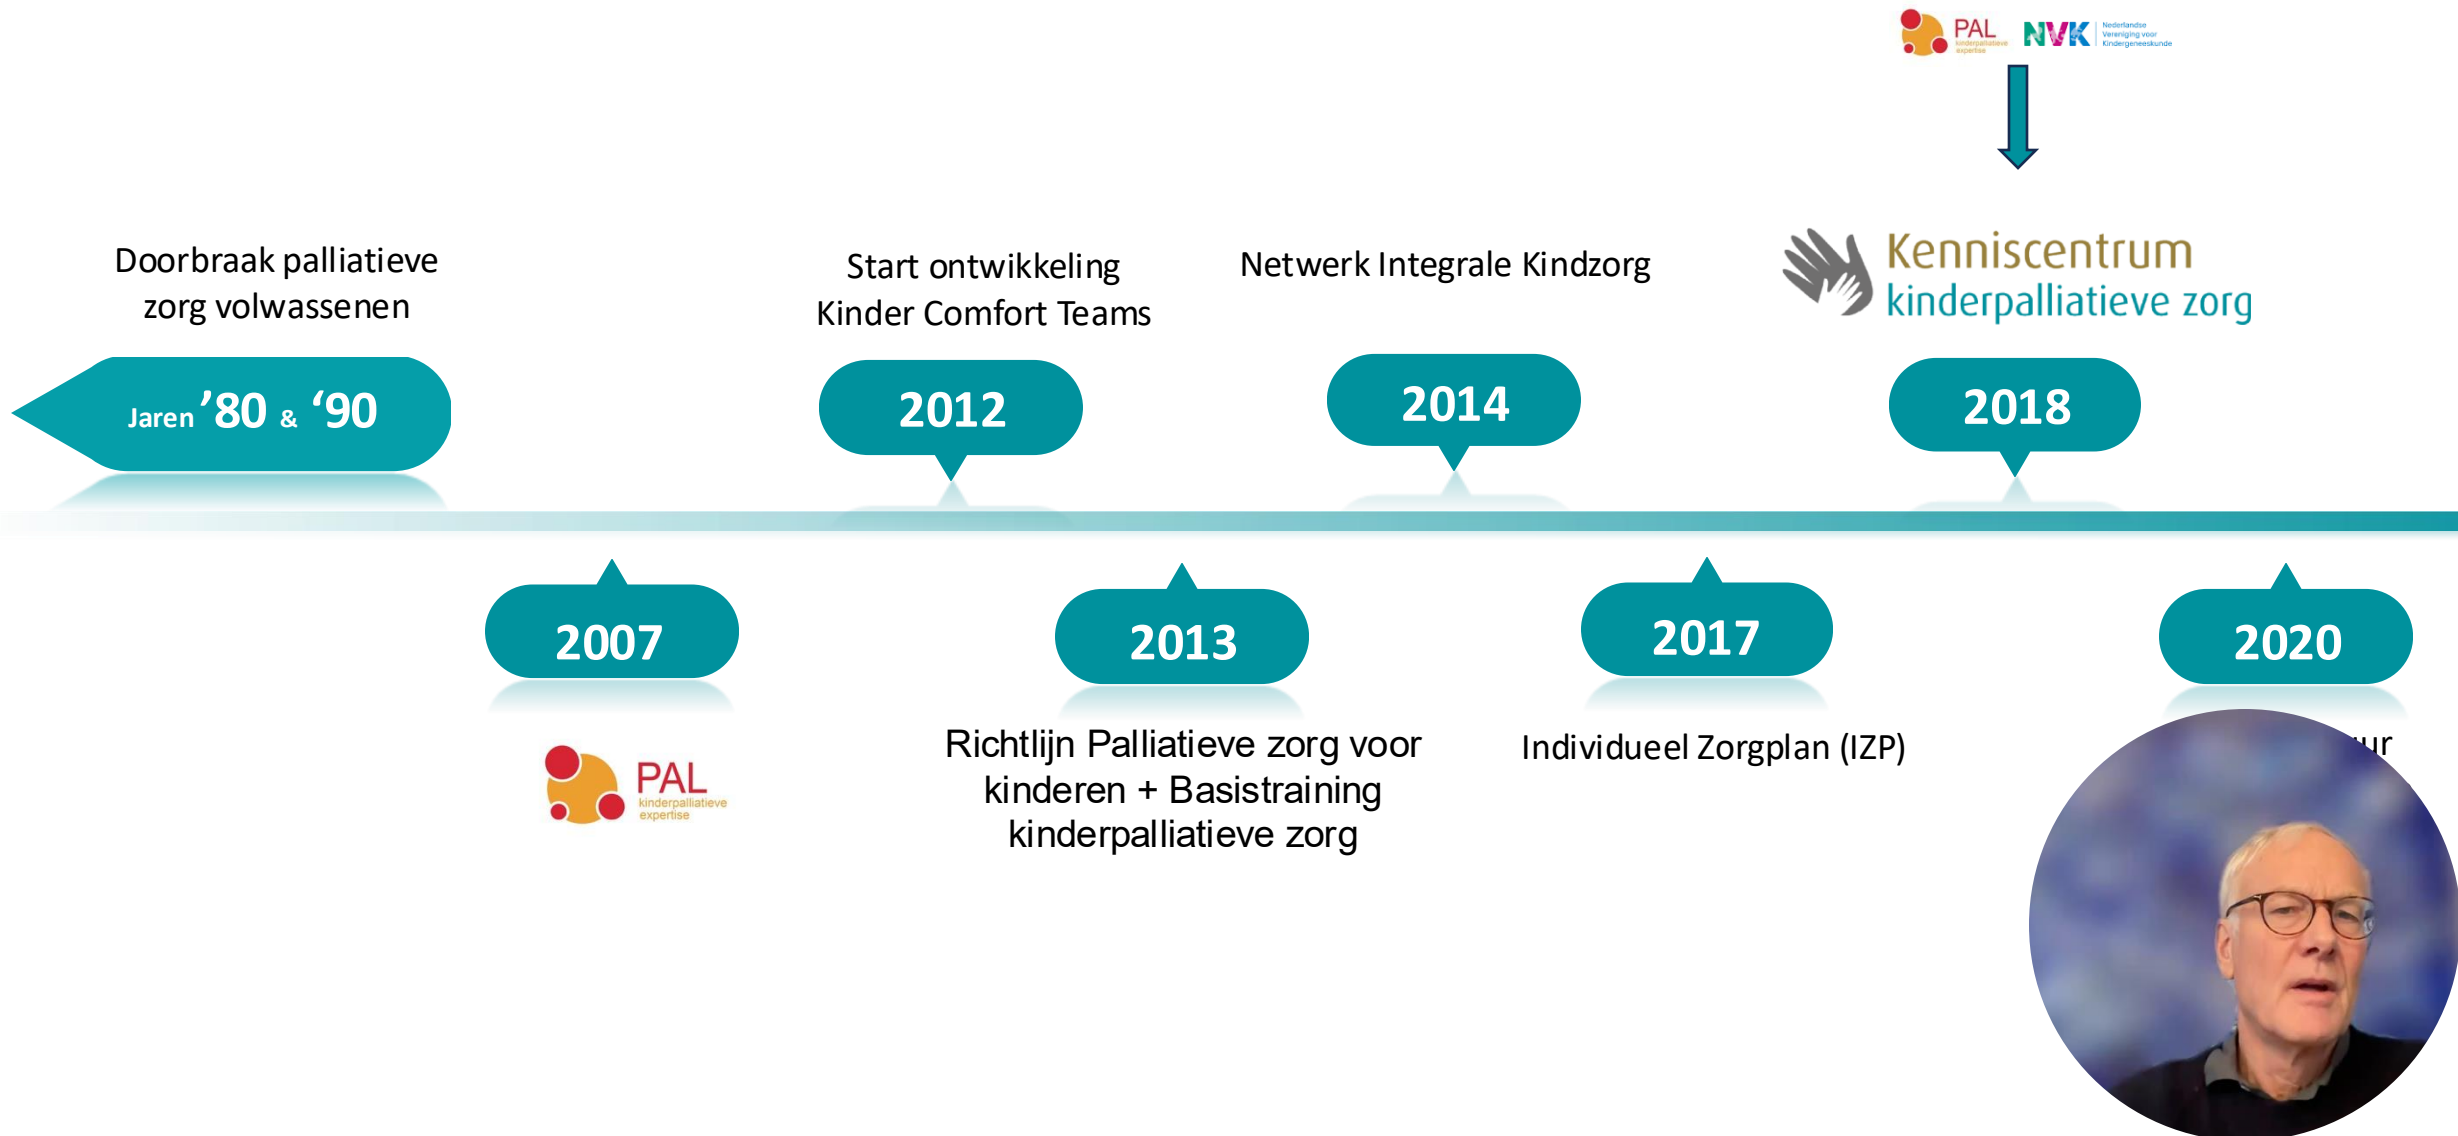 PAL
kinderpalliatieve
expertise
NVK
Nederlandse
Vereniging voor
Kindergeneeskunde
Doorbraak palliatieve
zorg volwassenen
Start ontwikkeling
Kinder Comfort Teams
Netwerk Integrale Kindzorg
Kenniscentrum
kinderpalliatieve zorg
Jaren ’80 & ‘90
2012
2014
2018
2007
2013
2017
2020
PAL
kinderpalliatieve
expertise
Richtlijn Palliatieve zorg voor
kinderen + Basistraining
kinderpalliatieve zorg
Individueel Zorgplan (IZP)